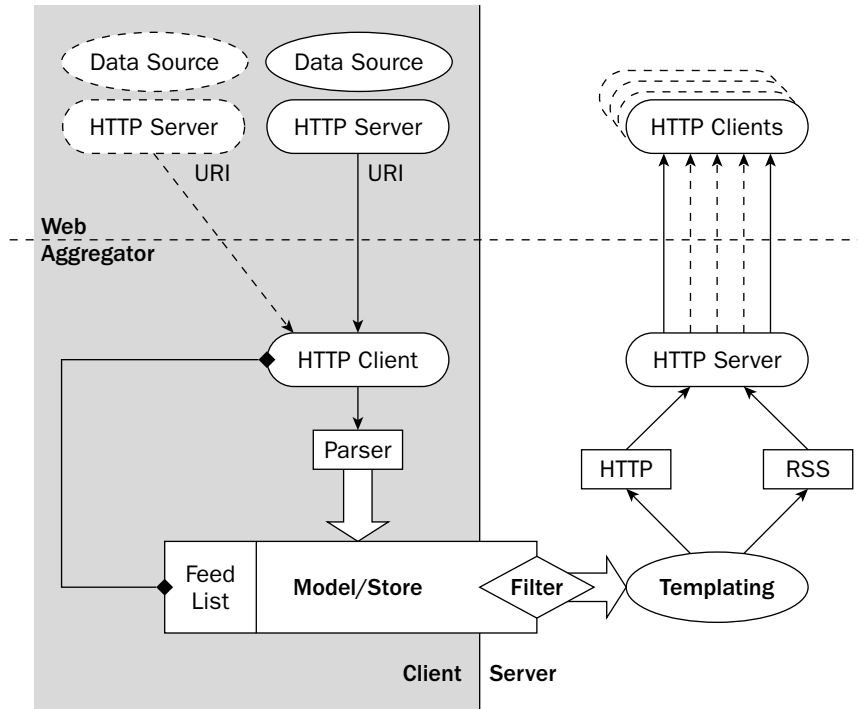 Data Source
Data Source
HTTP Server
HTTP Server
HTTP Clients
URI
URI
Web
Aggregator
HTTP Client
HTTP Server
Parser
HTTP
RSS
Feed
List
Model/Store
Filter
Templating
Client
Server